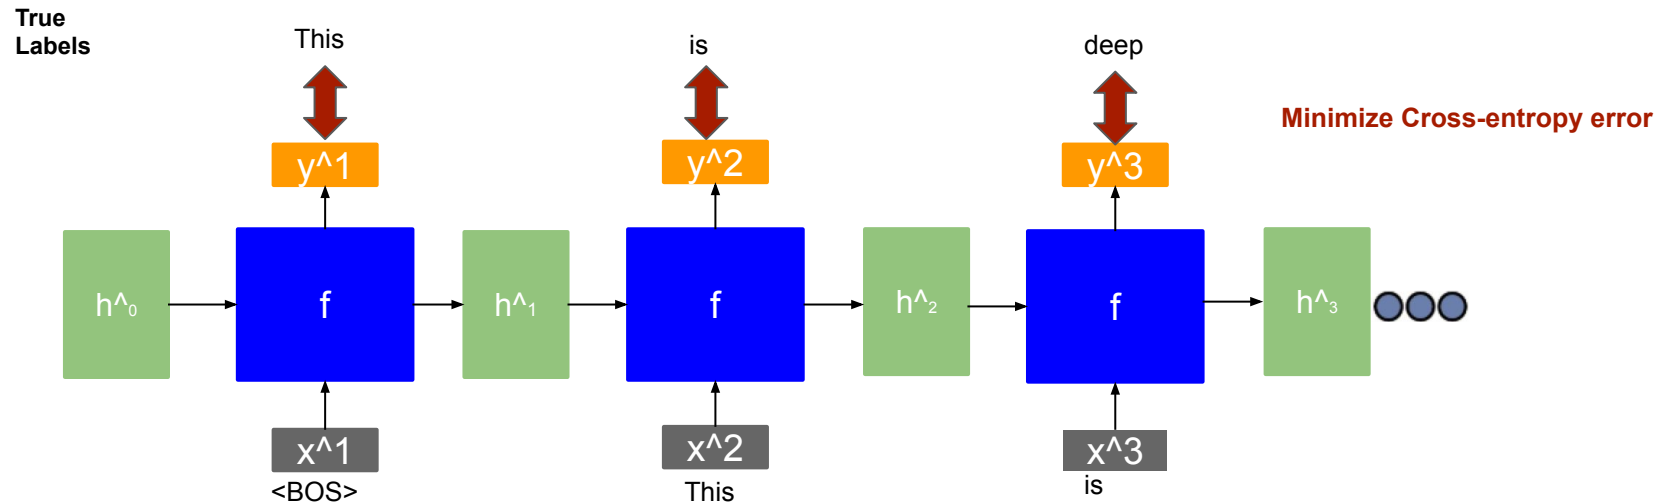 True
Labels
This
is
deep
Minimize Cross-entropy error
y^1
y^2
y^3
h^₀
f
h^₁
f
h^₂
f
h^₃
x^1
x^2
x^3
<BOS>
This
is